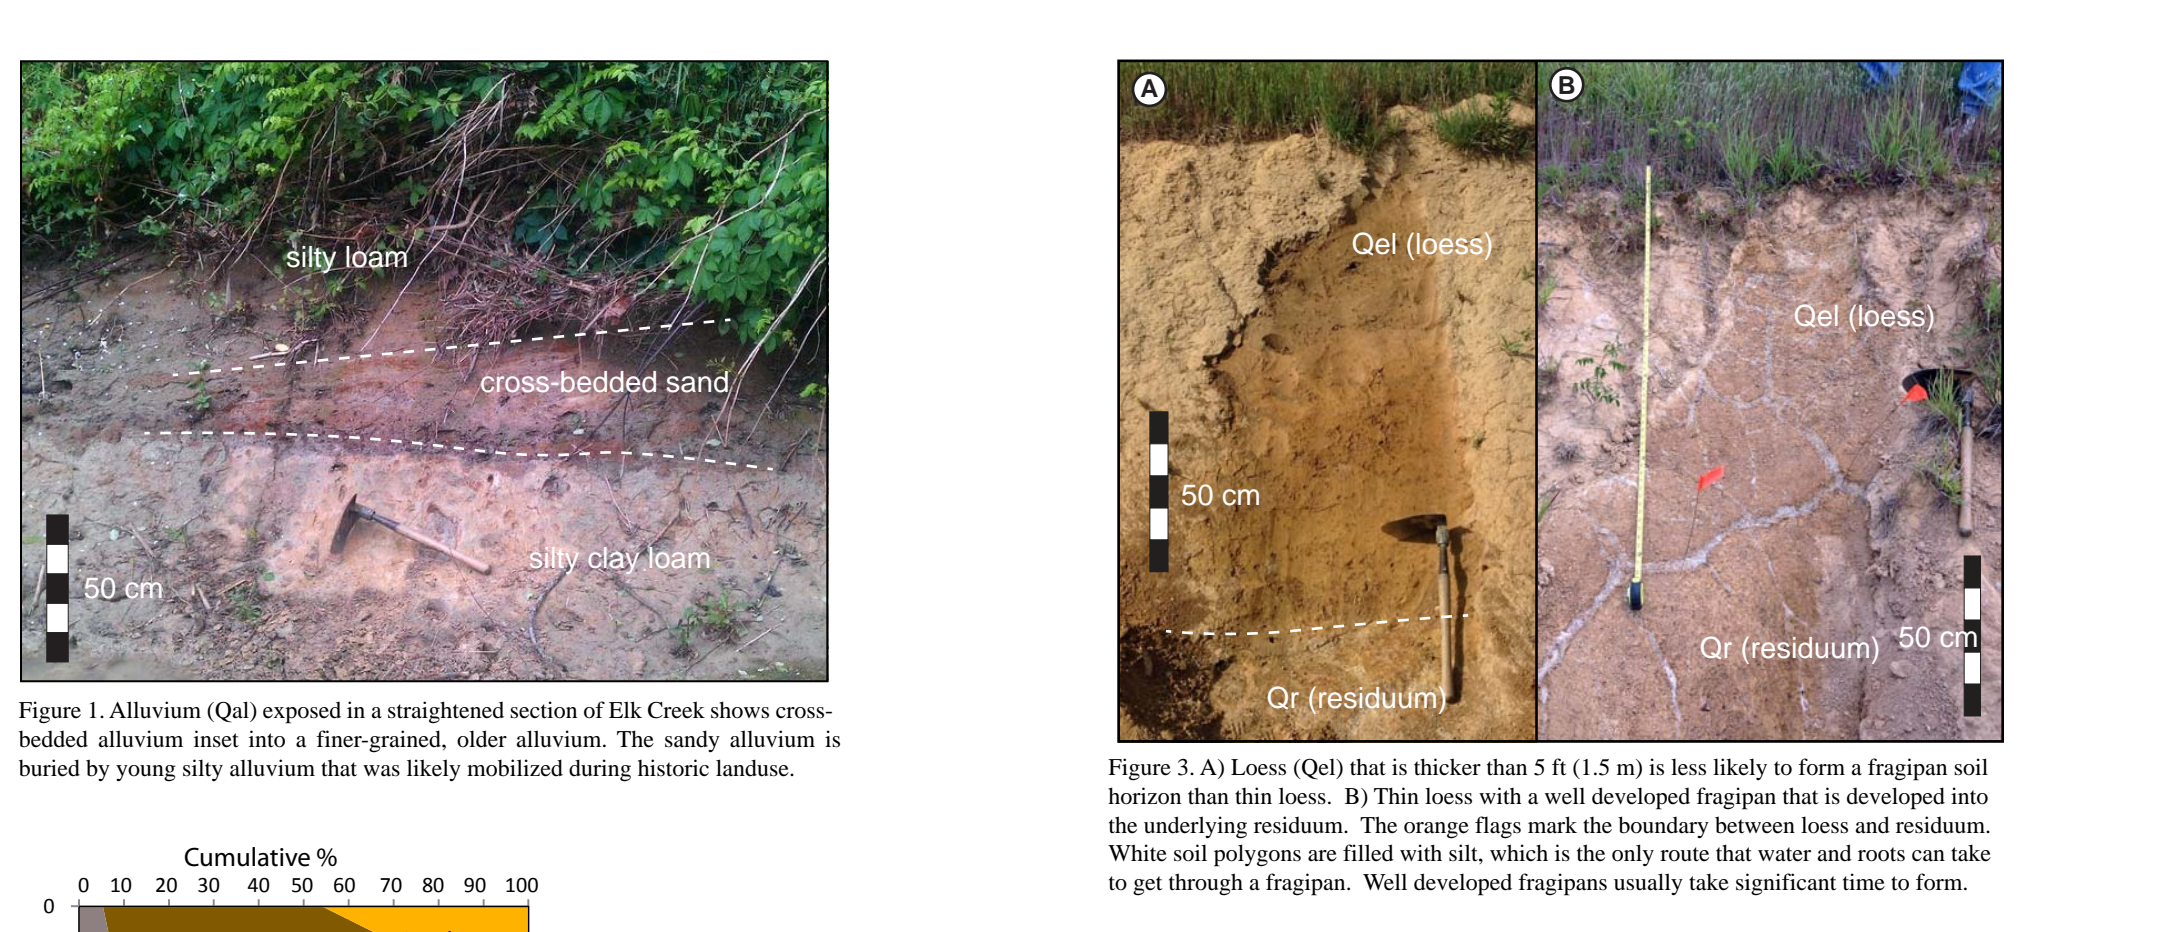 silty loam
cross-bedded sand
silty clay loam
50 cm
Figure 1. Alluvium (Qal) exposed in a straightened section of Elk Creek shows cross-
bedded alluvium inset into a finer-grained, older alluvium. The sandy alluvium is
buried by young silty alluvium that was likely mobilized during historic landuse.
Cumulative %
0 10 20 30 40 50 60 70 80 90 100
0
A
Qel (loess)
50 cm
Qr (residuum)
B
Qel (loess)
Qr (residuum)
50 cm
Figure 3. A) Loess (Qel) that is thicker than 5 ft (1.5 m) is less likely to form a fragipan soil
horizon than thin loess. B) Thin loess with a well developed fragipan that is developed into
the underlying residuum. The orange flags mark the boundary between loess and residuum.
White soil polygons are filled with silt, which is the only route that water and roots can take
to get through a fragipan. Well developed fragipans usually take significant time to form.